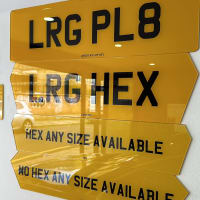 LRG PL8
LRG HEX
HEX ANY SIZE AVAILABLE
NO HEX ANY SIZE AVAILABLE